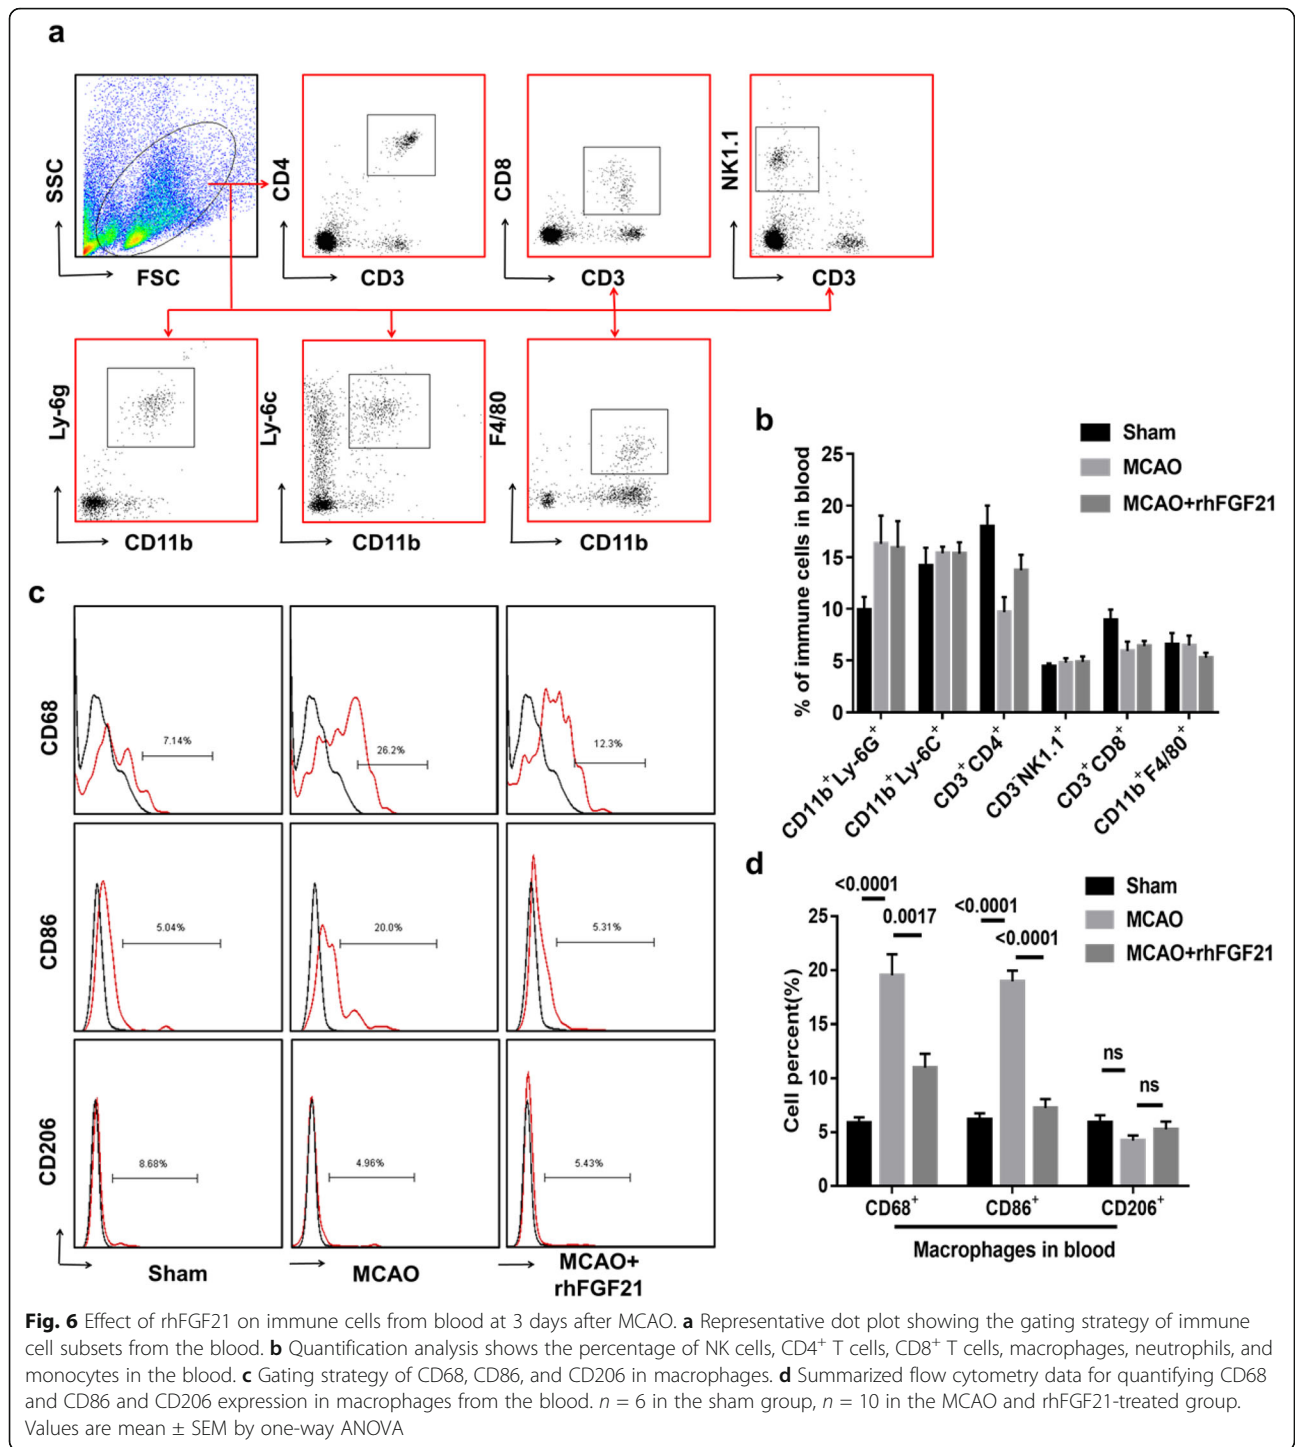 a
SSC
FSC
CD4
CD3
CD8
CD3
NK1.1
CD3
Ly-6g
CD11b
Ly-6c
CD11b
F4/80
CD11b
b
Sham
MCAO
MCAO+rhFGF21
% of immune cells in blood
25
20
15
10
5
0
CD11b⁺Ly-6G⁺
CD11b⁺Ly-6C⁺
CD3⁺CD4⁺
CD3⁻NK1.1⁺
CD3⁺CD8⁺
CD11b⁺F4/80⁺
c
CD68
7.14%
26.2%
12.3%
CD86
5.04%
20.0%
5.31%
CD206
8.68%
4.96%
5.43%
Sham
MCAO
MCAO+
rhFGF21
d
Sham
MCAO
MCAO+rhFGF21
<0.0001
0.0017
<0.0001
<0.0001
ns
ns
Cell percent(%)
25
20
15
10
5
0
CD68⁺
CD86⁺
CD206⁺
Macrophages in blood
Fig. 6 Effect of rhFGF21 on immune cells from blood at 3 days after MCAO. a Representative dot plot showing the gating strategy of immune
cell subsets from the blood. b Quantification analysis shows the percentage of NK cells, CD4⁺ T cells, CD8⁺ T cells, macrophages, neutrophils, and
monocytes in the blood. c Gating strategy of CD68, CD86, and CD206 in macrophages. d Summarized flow cytometry data for quantifying CD68
and CD86 and CD206 expression in macrophages from the blood. n = 6 in the sham group, n = 10 in the MCAO and rhFGF21-treated group.
Values are mean ± SEM by one-way ANOVA